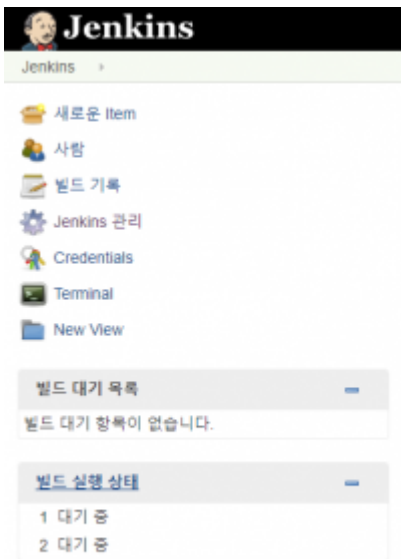 Jenkins
Jenkins
새로운 Item
사람
빌드 기록
Jenkins 관리
Credentials
Terminal
New View
빌드 대기 목록
빌드 대기 항목이 없습니다.
빌드 실행 상태
1 대기 중
2 대기 중